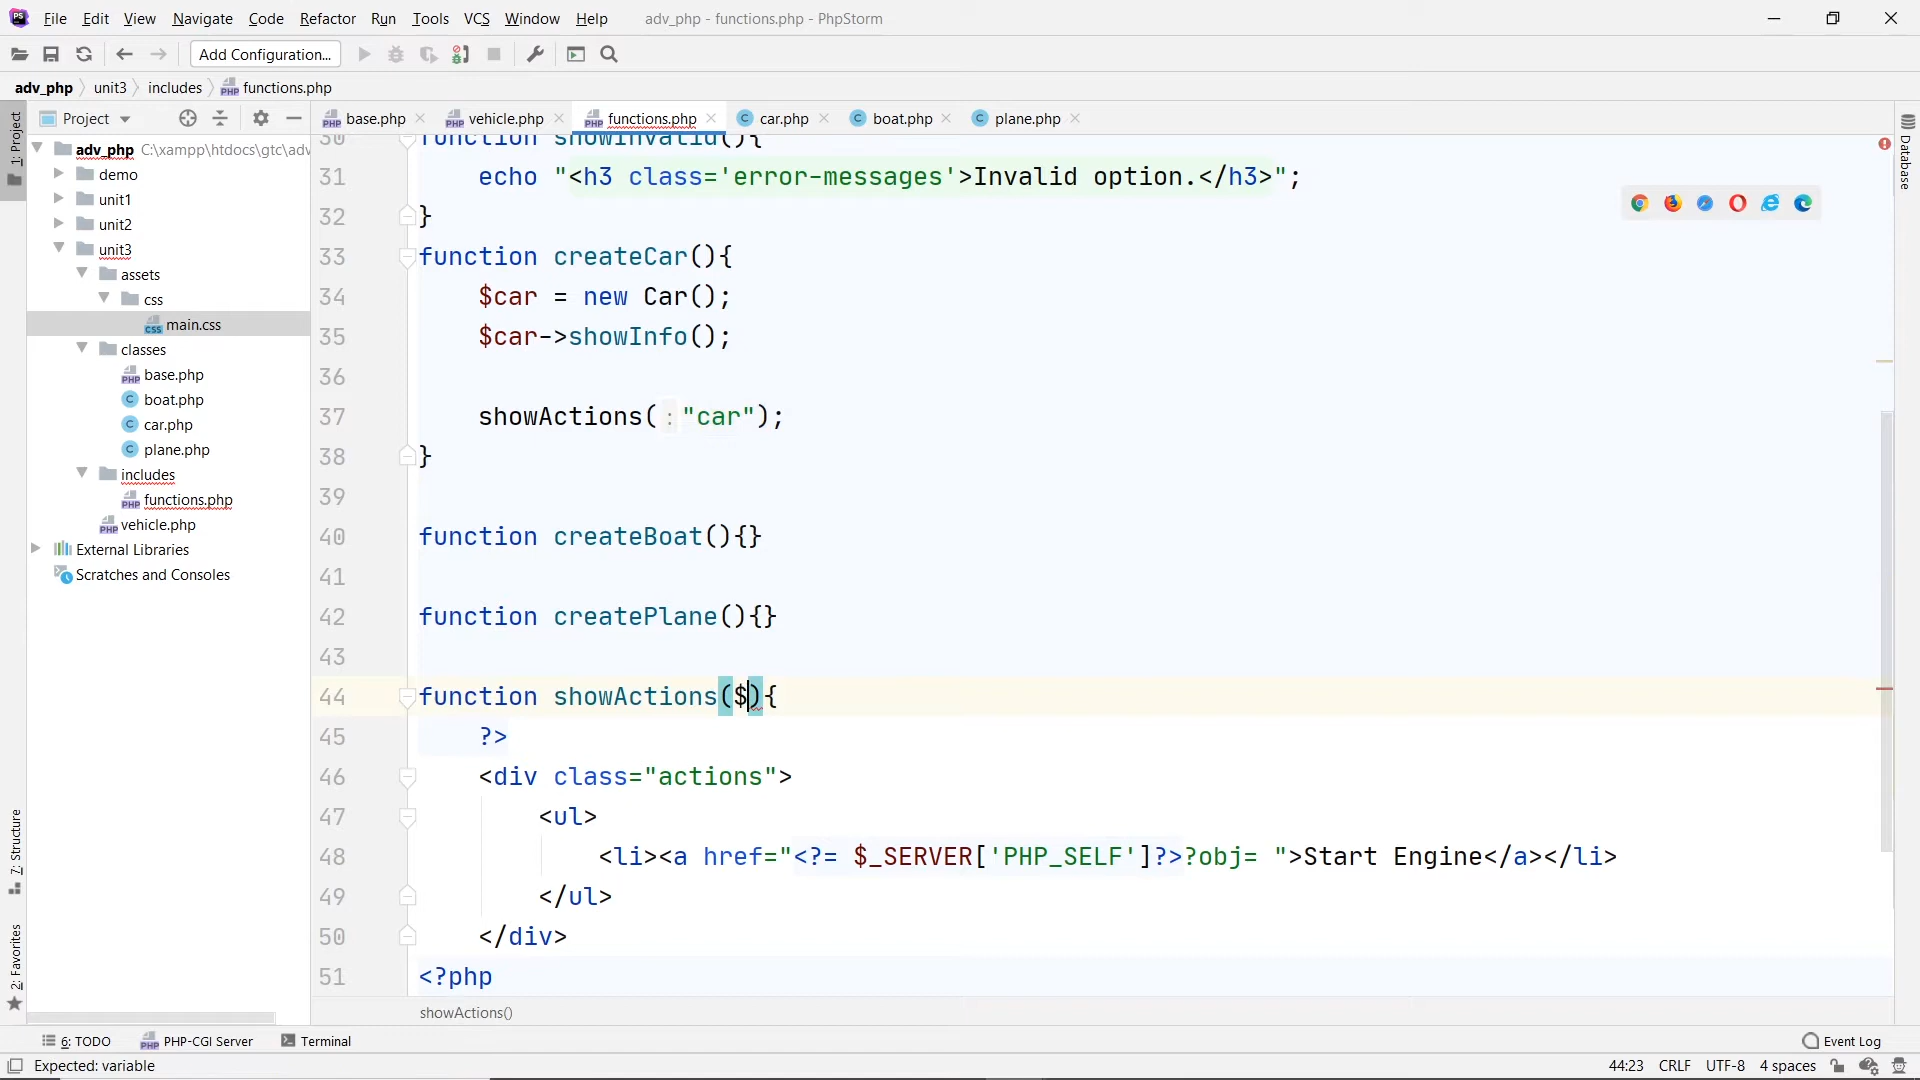 File Edit View Navigate Code Refactor Run Tools VCS Window Help adv_php - functions.php - PhpStorm
Add Configuration...
adv_php unit3 includes functions.php
1: Project
Project
base.php vehicle.php functions.php car.php boat.php plane.php
Database
adv_php C:\xampp\htdocs\gtc\adv
demo
unit1
unit2
unit3
assets
css
main.css
classes
base.php
boat.php
car.php
plane.php
includes
functions.php
vehicle.php
External Libraries
Scratches and Consoles
7: Structure
2: Favorites
30 function showInvalid(){
31 echo "<h3 class='error-messages'>Invalid option.</h3>";
32 }
33 function createCar(){
34 $car = new Car();
35 $car->showInfo();
36
37 showActions( : "car");
38 }
39
40 function createBoat(){}
41
42 function createPlane(){}
43
44 function showActions($){
45 ?>
46 <div class="actions">
47 <ul>
48 <li><a href="<?= $_SERVER['PHP_SELF']?>?obj= ">Start Engine</a></li>
49 </ul>
50 </div>
51 <?php
showActions()
6: TODO PHP-CGI Server Terminal Event Log
Expected: variable 44:23 CRLF UTF-8 4 spaces